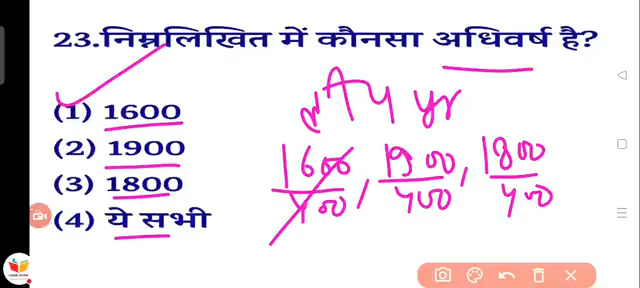 23.निम्नलिखित में कौनसा अधिवर्ष है?
(1) 1600
(2) 1900
(3) 1800
(4) ये सभी
4 yr
1600/400, 1900/400, 1800/400